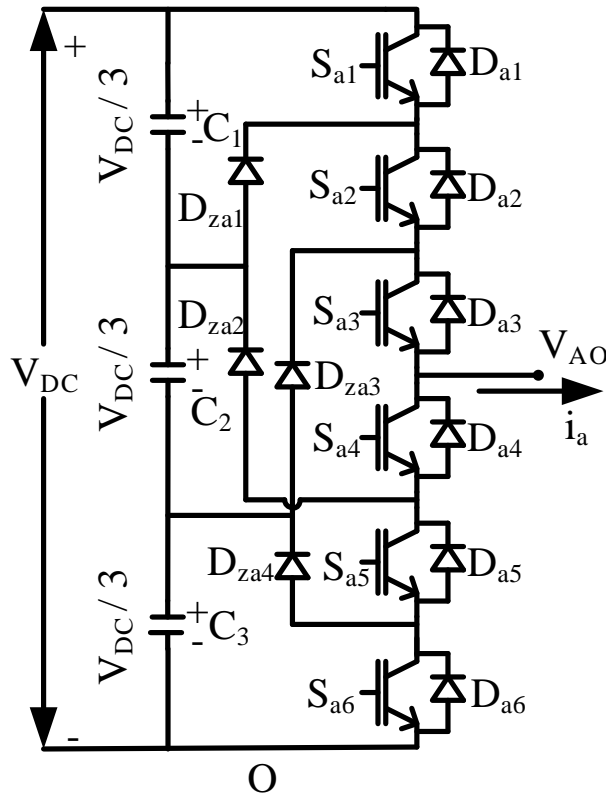 +
S_a1
D_a1
V_DC / 3
+
-
C_1
S_a2
D_a2
D_za1
S_a3
D_a3
D_za2
V_AO
V_DC
V_DC / 3
+
-
C_2
D_za3
i_a
S_a4
D_a4
D_za4
S_a5
D_a5
V_DC / 3
+
-
C_3
S_a6
D_a6
-
O